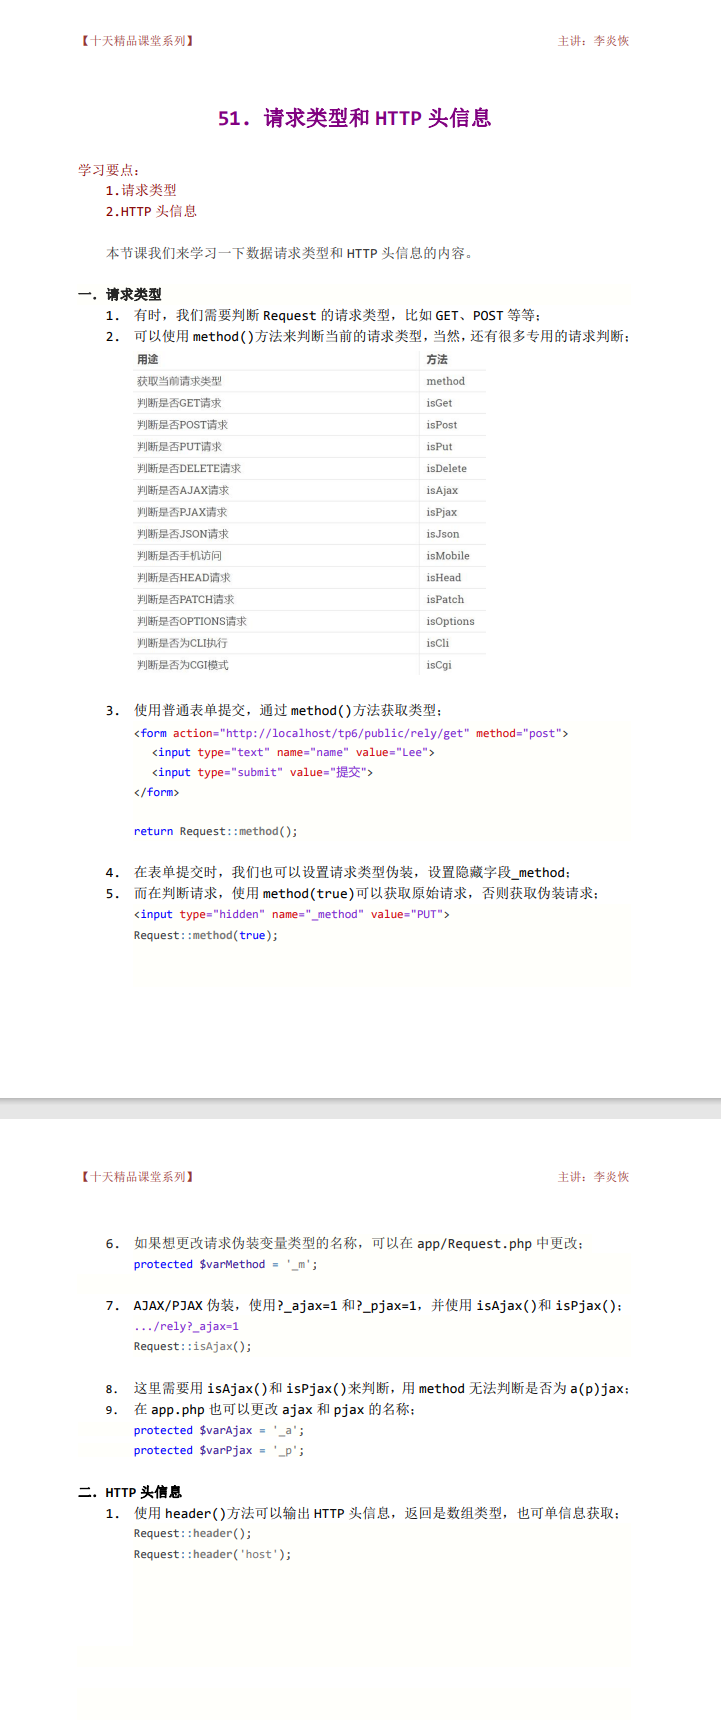 【十天精品课堂系列】 主讲：李炎恢
51. 请求类型和 HTTP 头信息
学习要点：
1.请求类型
2.HTTP 头信息
本节课我们来学习一下数据请求类型和 HTTP 头信息的内容。
一．请求类型
1. 有时，我们需要判断 Request 的请求类型，比如 GET、POST 等等；
2. 可以使用 method()方法来判断当前的请求类型，当然，还有很多专用的请求判断；
用途 方法
获取当前请求类型 method
判断是否GET请求 isGet
判断是否POST请求 isPost
判断是否PUT请求 isPut
判断是否DELETE请求 isDelete
判断是否AJAX请求 isAjax
判断是否PJAX请求 isPjax
判断是否JSON请求 isJson
判断是否手机访问 isMobile
判断是否HEAD请求 isHead
判断是否PATCH请求 isPatch
判断是否OPTIONS请求 isOptions
判断是否为CLI执行 isCli
判断是否为CGI模式 isCgi
3. 使用普通表单提交，通过 method()方法获取类型；
<form action="http://localhost/tp6/public/rely/get" method="post">
<input type="text" name="name" value="Lee">
<input type="submit" value="提交">
</form>
return Request::method();
4. 在表单提交时，我们也可以设置请求类型伪装，设置隐藏字段_method；
5. 而在判断请求，使用 method(true)可以获取原始请求，否则获取伪装请求；
<input type="hidden" name="_method" value="PUT">
Request::method(true);
【十天精品课堂系列】 主讲：李炎恢
6. 如果想更改请求伪装变量类型的名称，可以在 app/Request.php 中更改；
protected $varMethod = '_m';
7. AJAX/PJAX 伪装，使用?_ajax=1 和?_pjax=1，并使用 isAjax()和 isPjax()；
.../rely?_ajax=1
Request::isAjax();
8. 这里需要用 isAjax()和 isPjax()来判断，用 method 无法判断是否为 a(p)jax；
9. 在 app.php 也可以更改 ajax 和 pjax 的名称；
protected $varAjax = '_a';
protected $varPjax = '_p';
二．HTTP 头信息
1. 使用 header()方法可以输出 HTTP 头信息，返回是数组类型，也可单信息获取；
Request::header();
Request::header('host');